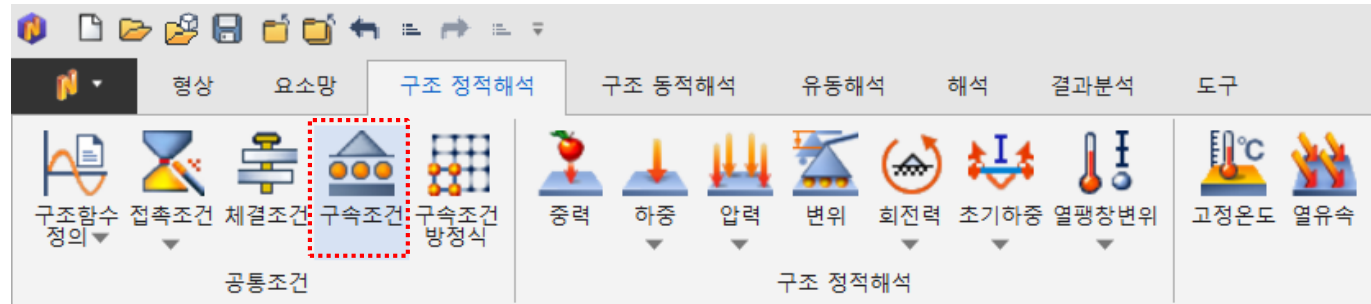 형상 요소망 구조 정적해석 구조 동적해석 유동해석 해석 결과분석 도구
구조함수 접촉조건 체결조건 구속조건 구속조건 중력 하중 압력 변위 회전력 초기하중 열팽창변위 고정온도 열유속
정의 방정식
공통조건 구조 정적해석